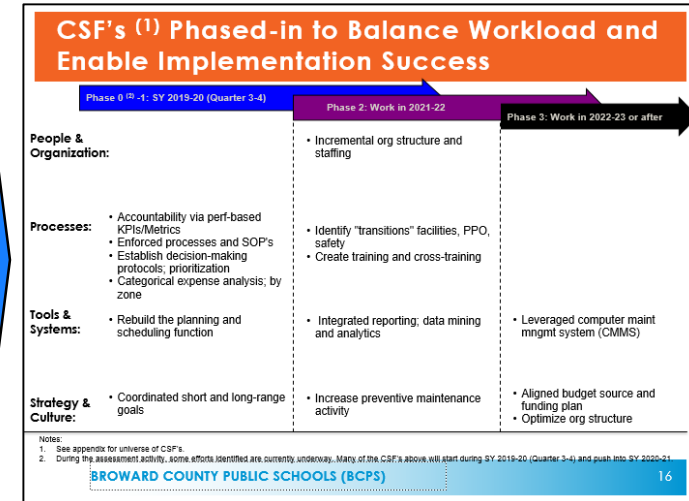 CSF's (1) Phased-in to Balance Workload and
Enable Implementation Success
Phase 0 (2) -1: SY 2019-20 (Quarter 3-4)
Phase 2: Work in 2021-22
Phase 3: Work in 2022-23 or after
People &
Organization:
• Incremental org structure and
staffing
Processes:
• Accountability via perf-based
KPIs/Metrics
• Enforced processes and SOP's
• Establish decision-making
protocols; prioritization
• Categorical expense analysis; by
zone
• Identify "transitions" facilities, PPO,
safety
• Create training and cross-training
Tools &
Systems:
• Rebuild the planning and
scheduling function
• Integrated reporting; data mining
and analytics
• Leveraged computer maint
mngmt system (CMMS)
Strategy &
Culture:
• Coordinated short and long-range
goals
• Increase preventive maintenance
activity
• Aligned budget source and
funding plan
• Optimize org structure
Notes:
1. See appendix for universe of CSF's.
2. During the assessment activity, some efforts identified are currently underway. Many of the CSF's above will start during SY 2019-20 (Quarter 3-4) and push into SY 2020-21.
BROWARD COUNTY PUBLIC SCHOOLS (BCPS)
16